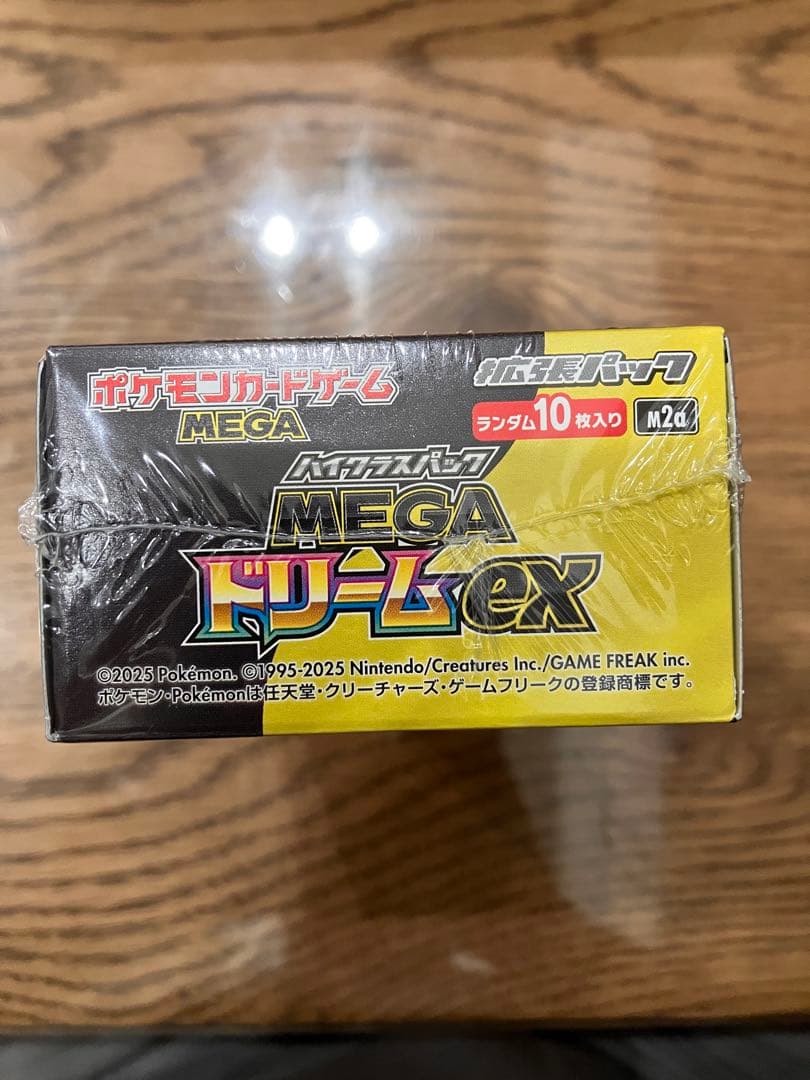 ポケモンカードゲーム
MEGA
拡張パック
ランダム10枚入り
M2a
ハイクラスパック
MEGA
ドリームex
©2025 Pokémon. ©1995-2025 Nintendo/Creatures Inc./GAME FREAK inc.
ポケモン・Pokémonは任天堂・クリーチャーズ・ゲームフリークの登録商標です。